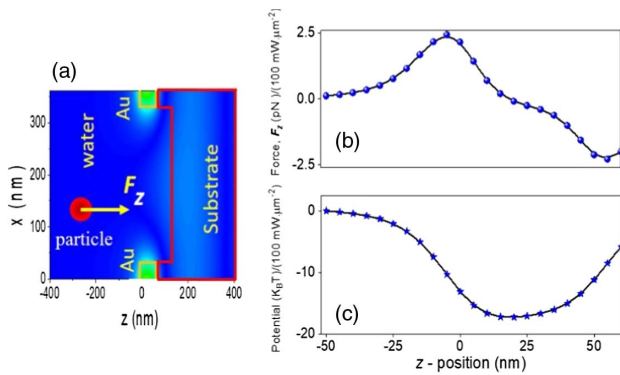 (a)
Au
water
F_z
particle
Au
Substrate
300
200
100
0
x (nm)
-400
-200
0
200
400
z (nm)
2.5
0.0
-2.5
Force, F_z (pN)/(100 mW.μm⁻²)
(b)
0
-10
-20
Potential (K_BT)/(100 mW.μm⁻²)
(c)
-50
-25
0
25
50
z - position (nm)